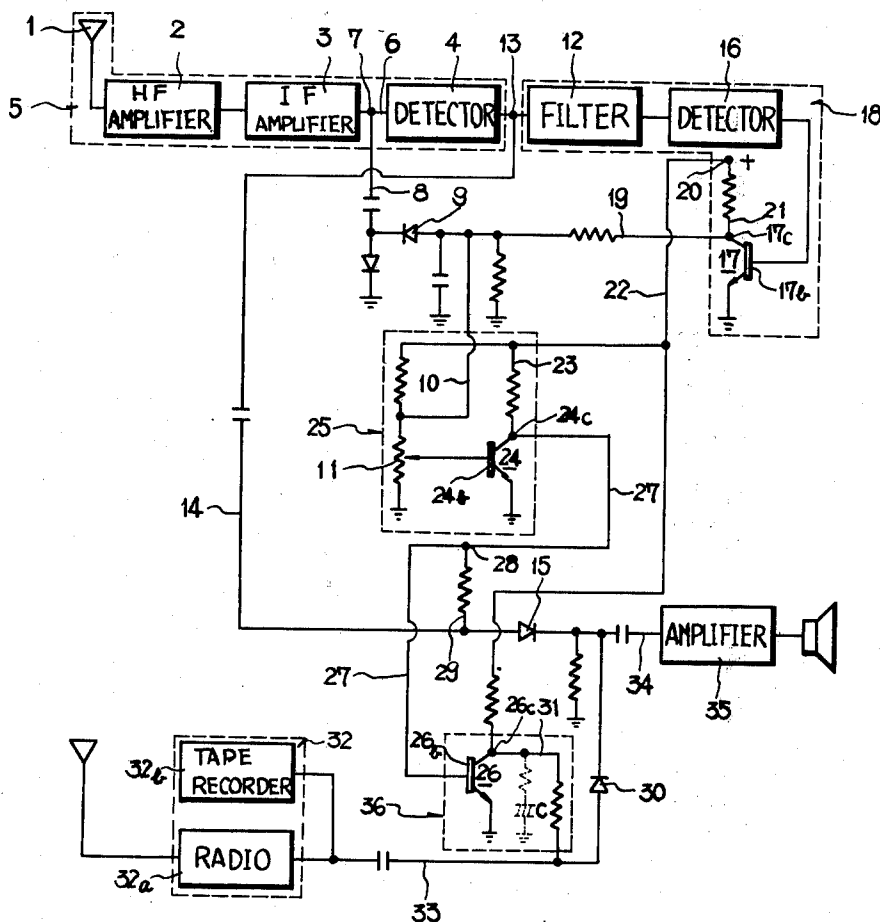 1
2
3
7
6
4
13
12
16
5
HF
AMPLIFIER
IF
AMPLIFIER
DETECTOR
FILTER
DETECTOR
18
8
9
19
20
+
21
17c
17
17b
22
10
23
24c
25
11
24
24b
27
14
28
15
29
27
AMPLIFIER
34
35
26c
31
26b
26
C
36
30
32
TAPE
RECORDER
32b
RADIO
32a
33